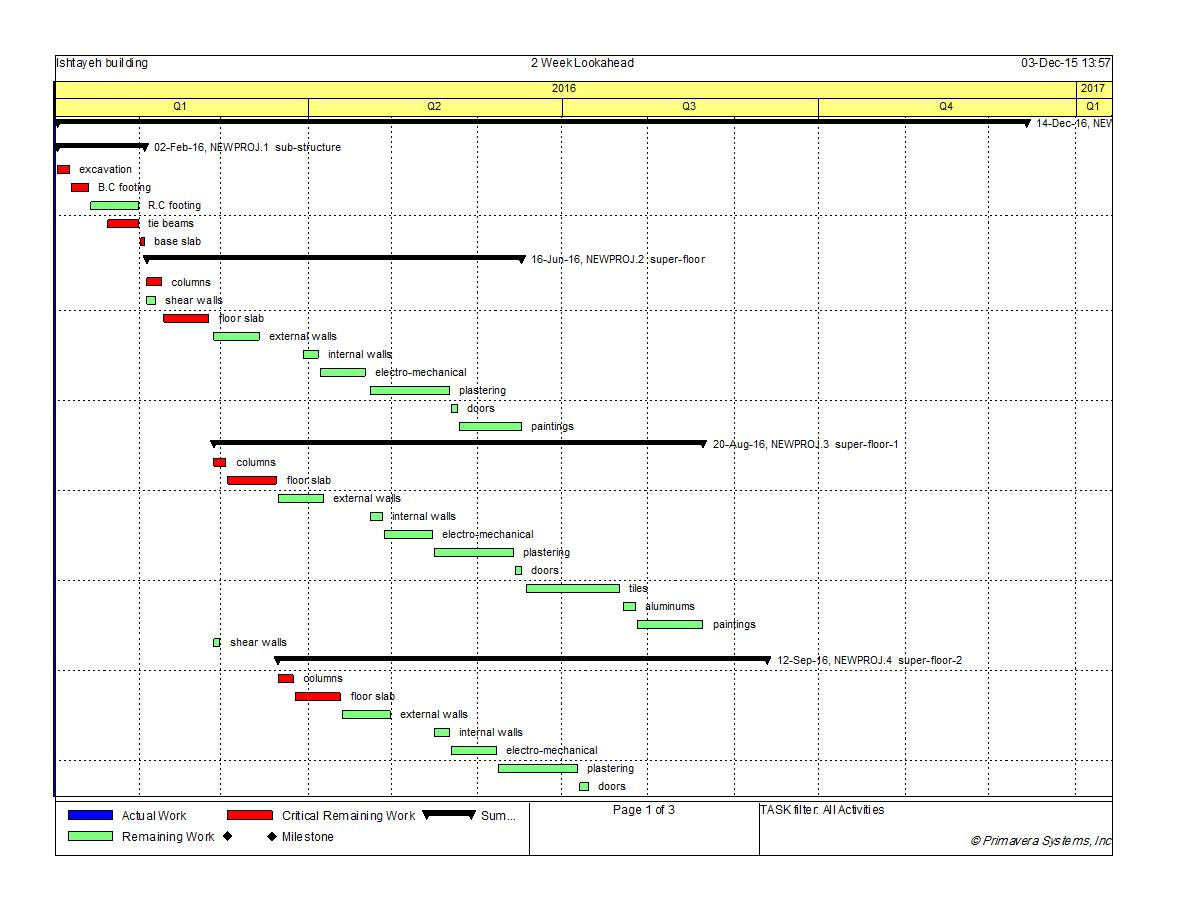 Ishtayeh building 2 Week Lookahead 03-Dec-15 13:57
2016 2017
Q1 Q2 Q3 Q4 Q1
14-Dec-16, NEW
02-Feb-16, NEWPROJ.1 sub-structure
excavation
B.C footing
R.C footing
tie beams
base slab
16-Jun-16, NEWPROJ.2 super-floor
columns
shear walls
floor slab
external walls
internal walls
electro-mechanical
plastering
doors
paintings
20-Aug-16, NEWPROJ.3 super-floor-1
columns
floor slab
external walls
internal walls
electro-mechanical
plastering
doors
tiles
aluminums
paintings
shear walls
12-Sep-16, NEWPROJ.4 super-floor-2
columns
floor slab
external walls
internal walls
electro-mechanical
plastering
doors
Actual Work Critical Remaining Work Sum... Page 1 of 3 TASK filter: All Activities
Remaining Work Milestone
© Primavera Systems, Inc